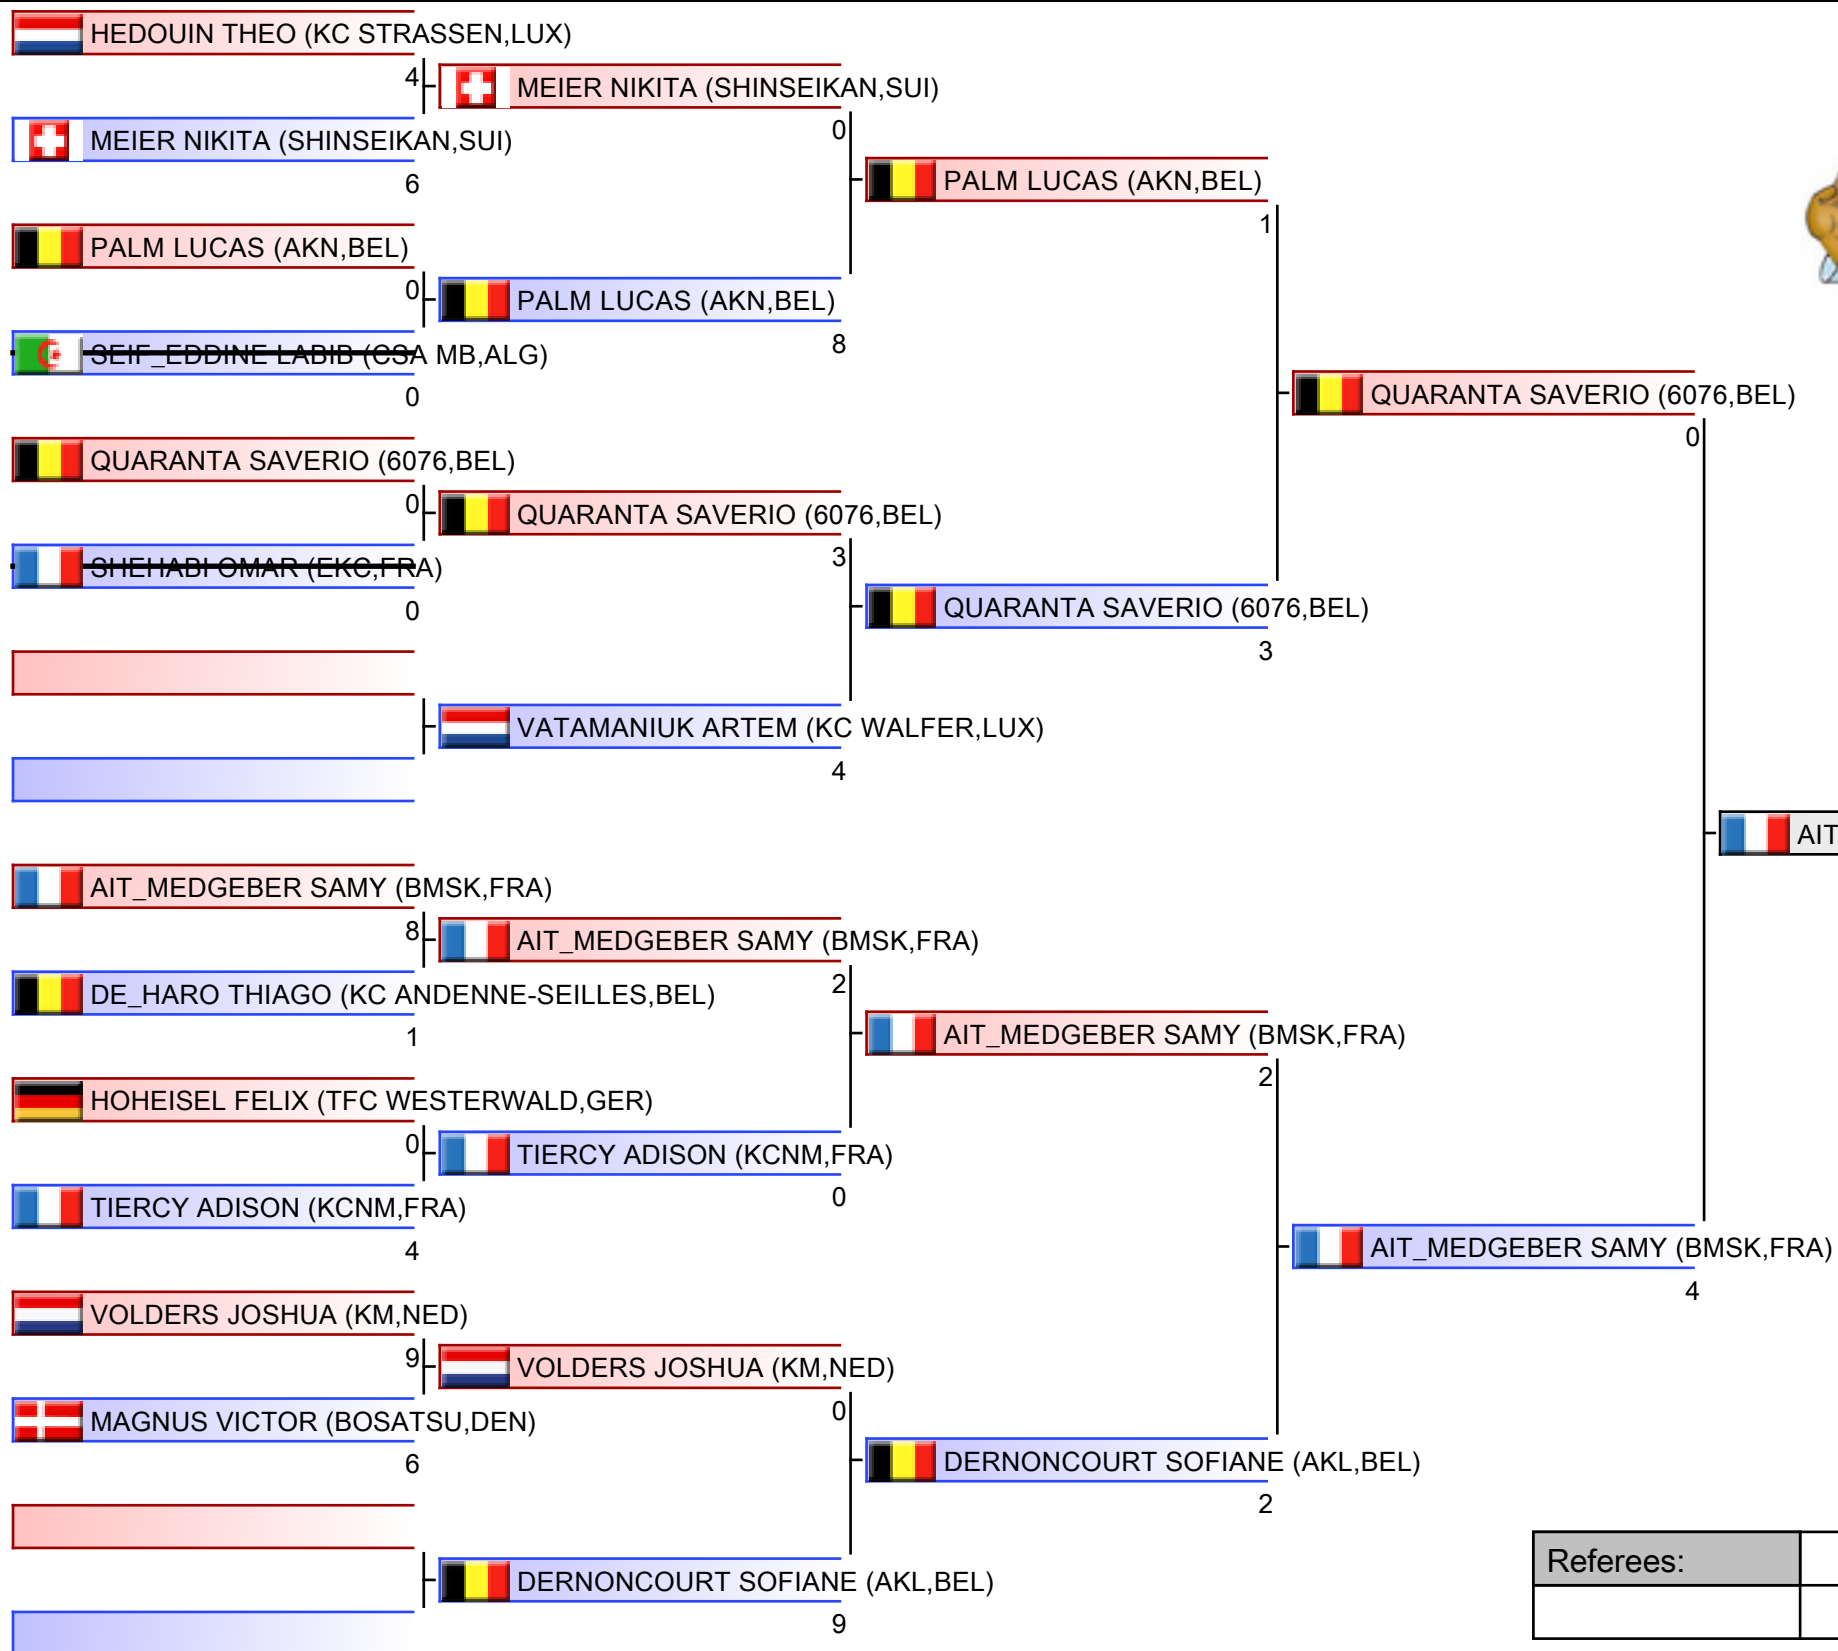 HEDOUIN THEO (KC STRASSEN,LUX)
4
MEIER NIKITA (SHINSEIKAN,SUI)
6
PALM LUCAS (AKN,BEL)
0
SEIF_EDDINE LABIB (CSA MB,ALG)
0
QUARANTA SAVERIO (6076,BEL)
0
SHEHABI OMAR (EKC,FRA)
0
AIT_MEDGEBER SAMY (BMSK,FRA)
8
DE_HARO THIAGO (KC ANDENNE-SEILLES,BEL)
1
HOHEISEL FELIX (TFC WESTERWALD,GER)
0
TIERCY ADISON (KCNM,FRA)
4
VOLDERS JOSHUA (KM,NED)
9
MAGNUS VICTOR (BOSATSU,DEN)
6
MEIER NIKITA (SHINSEIKAN,SUI)
0
PALM LUCAS (AKN,BEL)
8
QUARANTA SAVERIO (6076,BEL)
3
VATAMANIUK ARTEM (KC WALFER,LUX)
4
AIT_MEDGEBER SAMY (BMSK,FRA)
2
TIERCY ADISON (KCNM,FRA)
0
VOLDERS JOSHUA (KM,NED)
0
DERNONCOURT SOFIANE (AKL,BEL)
9
PALM LUCAS (AKN,BEL)
1
QUARANTA SAVERIO (6076,BEL)
3
AIT_MEDGEBER SAMY (BMSK,FRA)
2
DERNONCOURT SOFIANE (AKL,BEL)
2
QUARANTA SAVERIO (6076,BEL)
0
AIT_MEDGEBER SAMY (BMSK,FRA)
4
AIT
Referees: